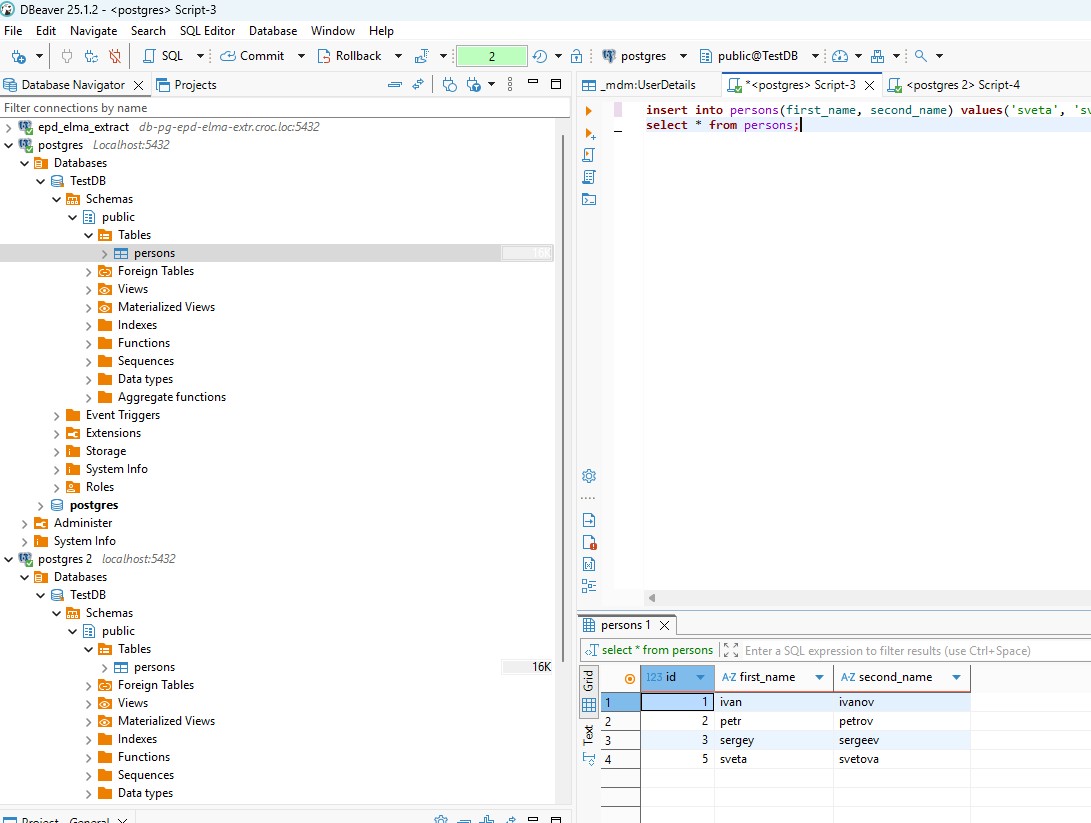 DBeaver 25.1.2 - <postgres> Script-3
File Edit Navigate Search SQL Editor Database Window Help
SQL Commit Rollback 2 postgres public@TestDB
Database Navigator Projects
Filter connections by name
epd_elma_extract db-pg-epd-elma-extr.croc.loc:5432
postgres Localhost:5432
Databases
TestDB
Schemas
public
Tables
persons 16K
Foreign Tables
Views
Materialized Views
Indexes
Functions
Sequences
Data types
Aggregate functions
Event Triggers
Extensions
Storage
System Info
Roles
postgres
Administer
System Info
postgres 2 localhost:5432
Databases
TestDB
Schemas
public
Tables
persons 16K
Foreign Tables
Views
Materialized Views
Indexes
Functions
Sequences
Data types
Project - General
_mdm:UserDetails *<postgres> Script-3 <postgres 2> Script-4
insert into persons(first_name, second_name) values('sveta', 'sv
select * from persons;
persons 1
select * from persons Enter a SQL expression to filter results (use Ctrl+Space)
Grid
Text
123 id A-Z first_name A-Z second_name
1 1 ivan ivanov
2 2 petr petrov
3 3 sergey sergeev
4 5 sveta svetova